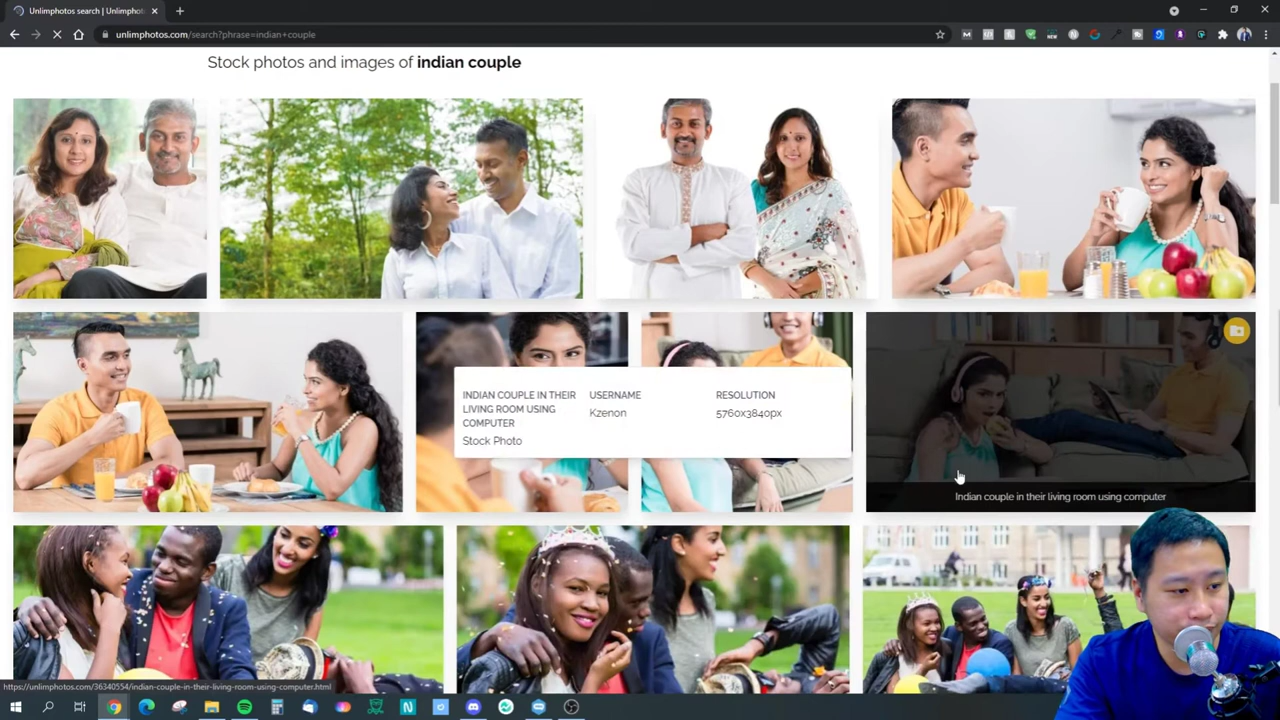 Unlimphotos search | Unlimphot
unlimphotos.com/search?phrase=indian+couple
Stock photos and images of indian couple
INDIAN COUPLE IN THEIR
LIVING ROOM USING
COMPUTER
Stock Photo
USERNAME
Kzenon
RESOLUTION
5760x3840px
Indian couple in their living room using computer
https://unlimphotos.com/36340554/indian-couple-in-their-living-room-using-computer.html